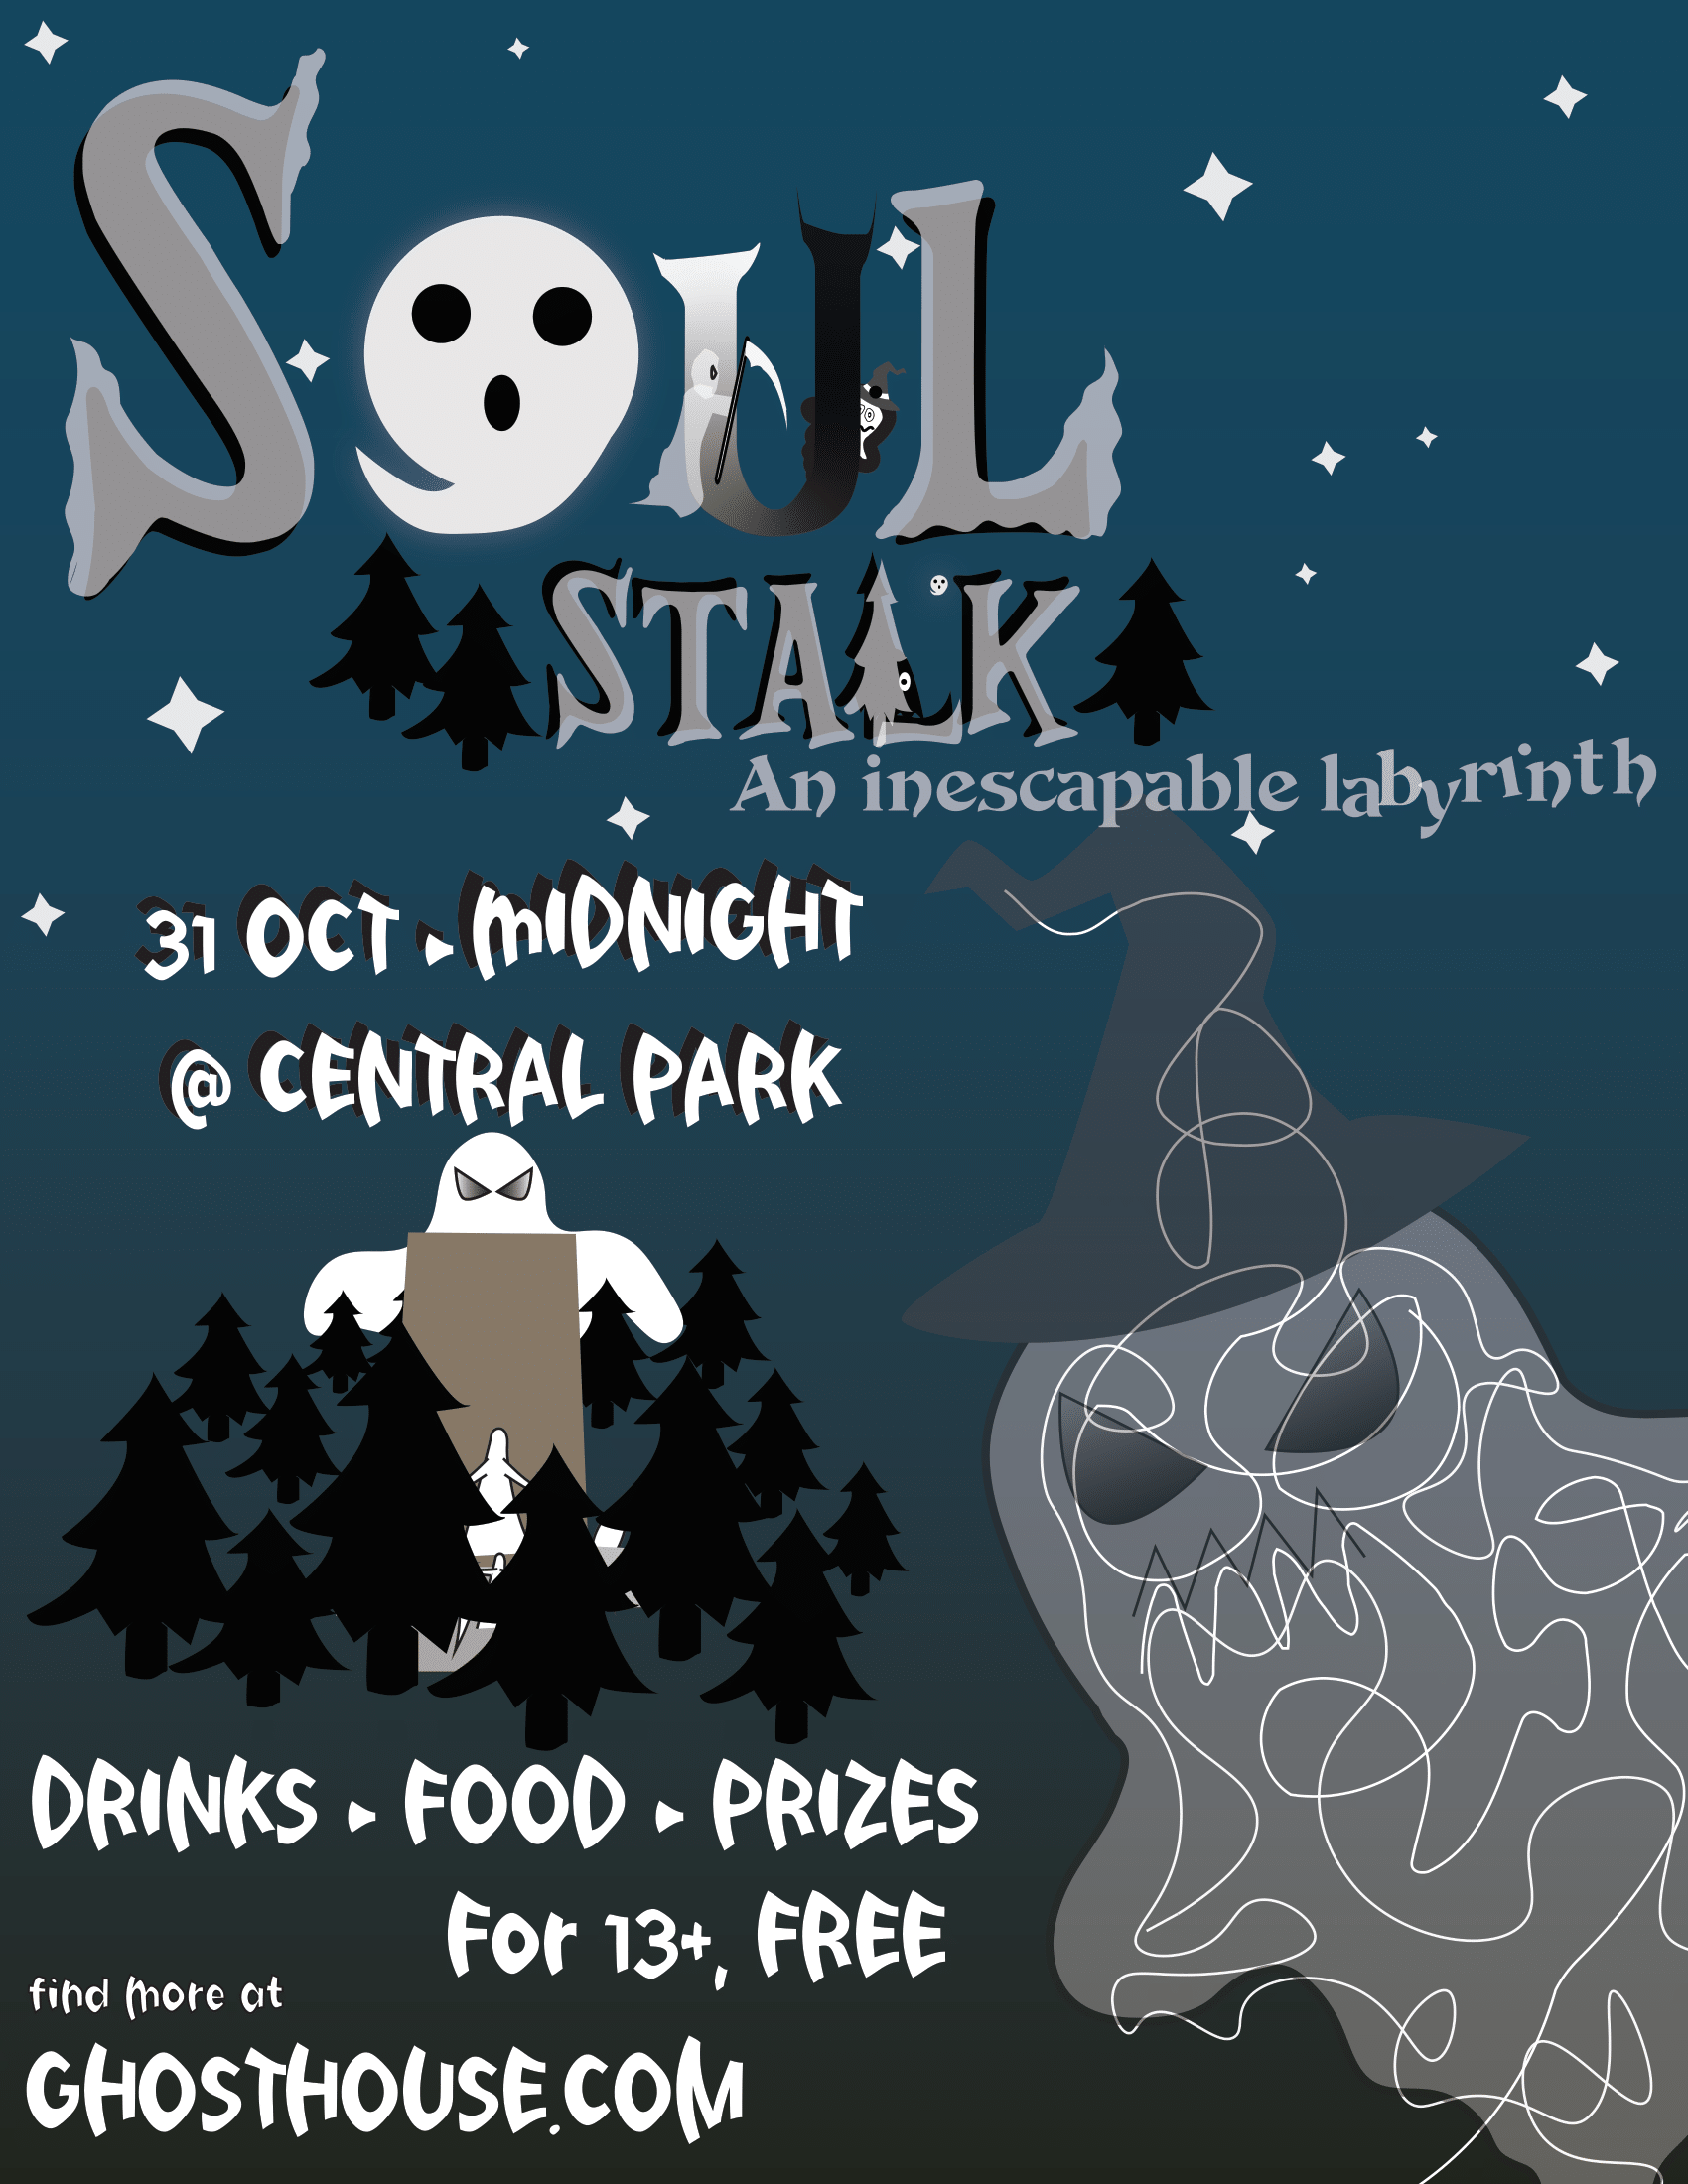 SOUL
STALK
An inescapable labyrinth
31 OCT. MIDNIGHT
@ CENTRAL PARK
DRINKS. FOOD. PRIZES
For 13+, FREE
find more at
GHOSTHOUSE.COM